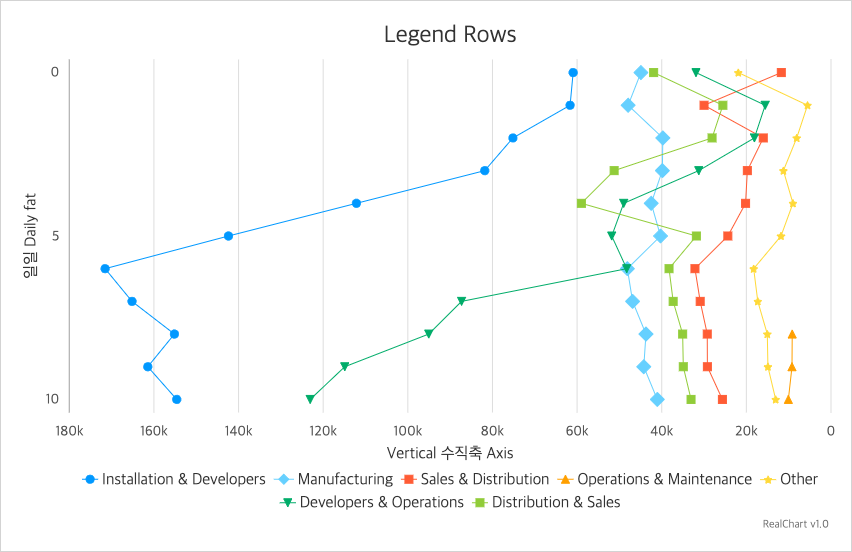 Legend Rows
0
5
10
일일 Daily fat
180k 160k 140k 120k 100k 80k 60k 40k 20k 0
Vertical 수직축 Axis
Installation & Developers Manufacturing Sales & Distribution Operations & Maintenance Other
Developers & Operations Distribution & Sales
RealChart v1.0